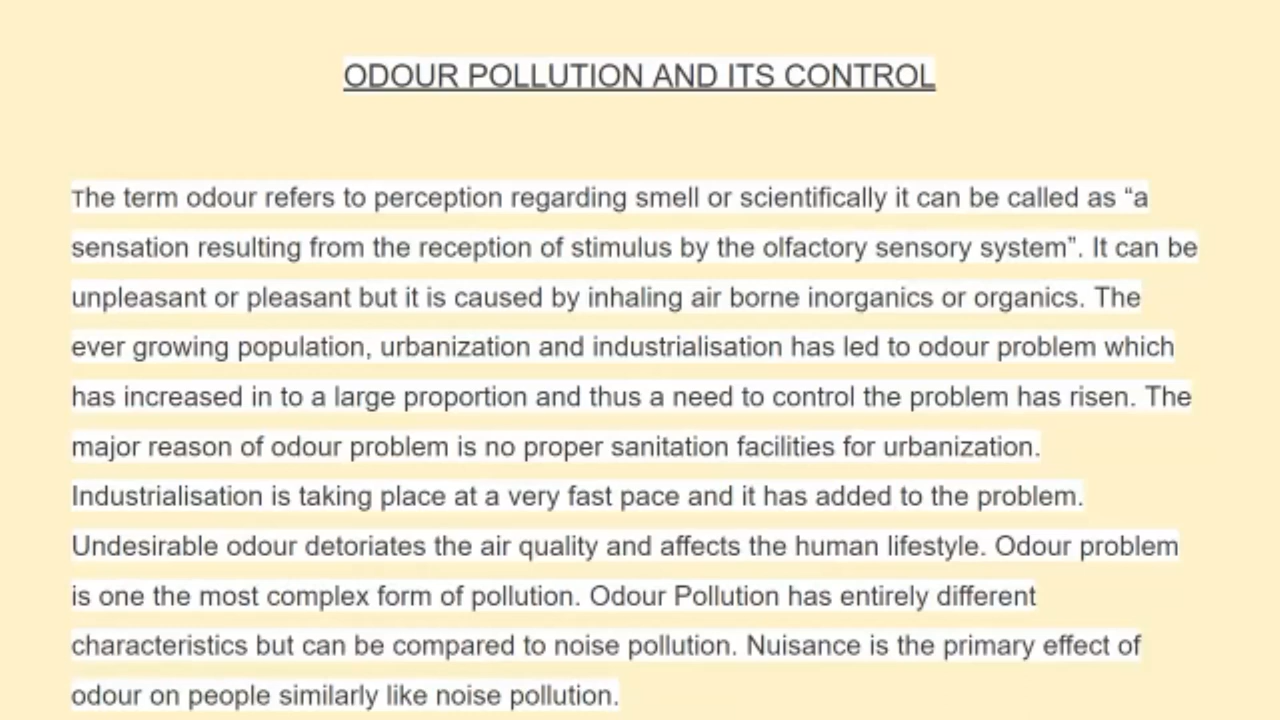 ODOUR POLLUTION AND ITS CONTROL
The term odour refers to perception regarding smell or scientifically it can be called as “a
sensation resulting from the reception of stimulus by the olfactory sensory system”. It can be
unpleasant or pleasant but it is caused by inhaling air borne inorganics or organics. The
ever growing population, urbanization and industrialisation has led to odour problem which
has increased in to a large proportion and thus a need to control the problem has risen. The
major reason of odour problem is no proper sanitation facilities for urbanization.
Industrialisation is taking place at a very fast pace and it has added to the problem.
Undesirable odour detoriates the air quality and affects the human lifestyle. Odour problem
is one the most complex form of pollution. Odour Pollution has entirely different
characteristics but can be compared to noise pollution. Nuisance is the primary effect of
odour on people similarly like noise pollution.